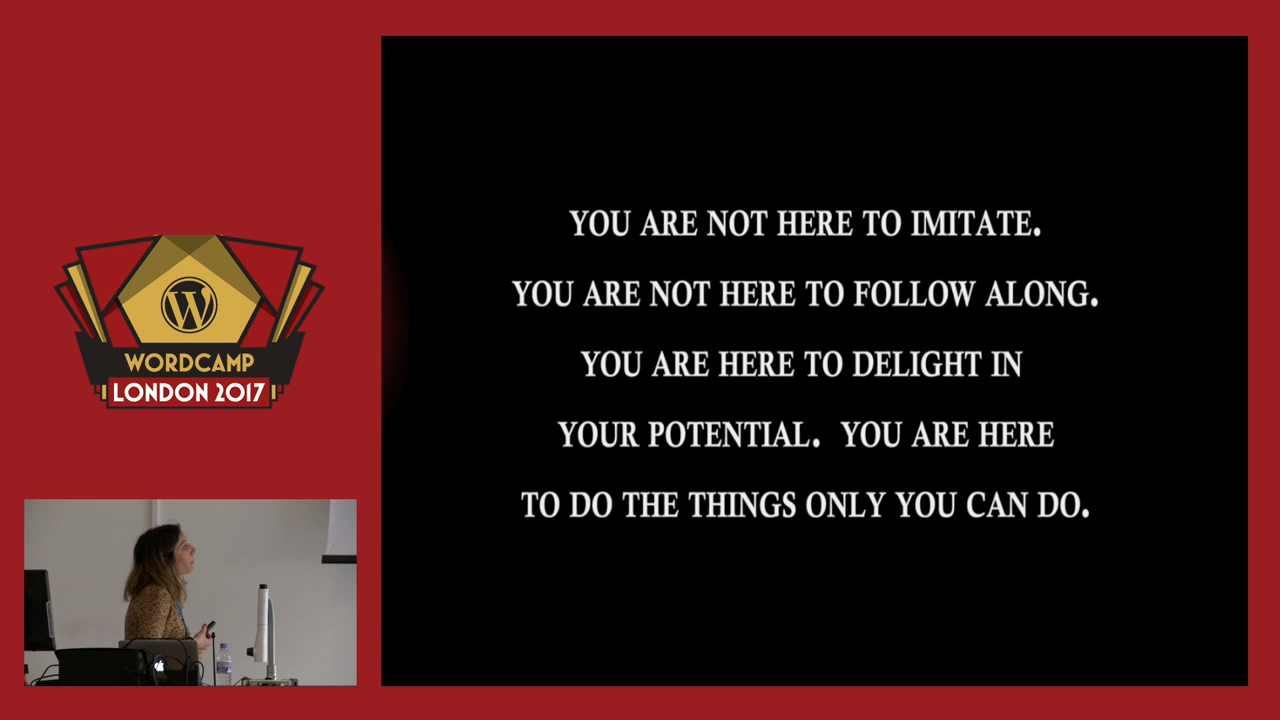 YOU ARE NOT HERE TO IMITATE.
YOU ARE NOT HERE TO FOLLOW ALONG.
YOU ARE HERE TO DELIGHT IN
YOUR POTENTIAL. YOU ARE HERE
TO DO THE THINGS ONLY YOU CAN DO.
W
WORDCAMP
LONDON 2017